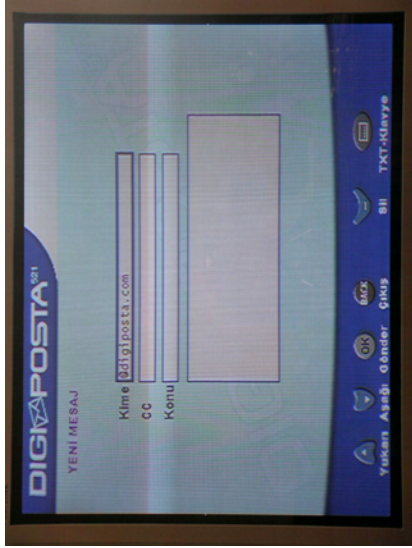 DIGIPOSTA 521
YENİ MESAJ
Kime @digiposta.com
CC
Konu
Yukarı Aşağı OK Gönder BACK Çıkış Sil TXT-Klavye